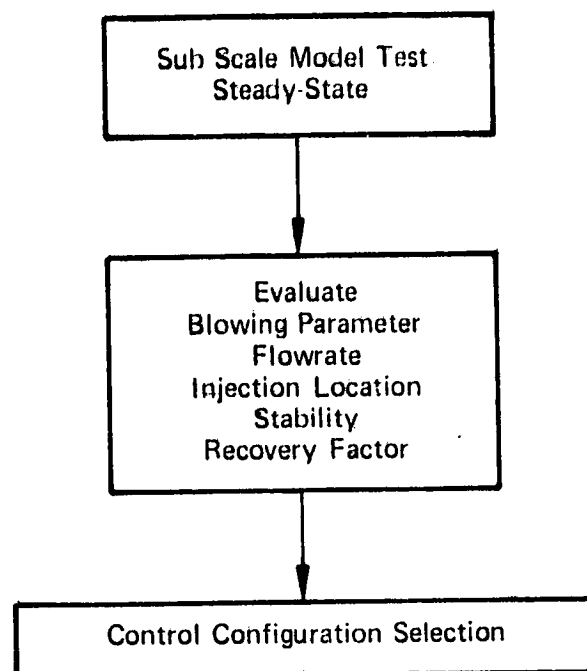 Sub Scale Model Test
Steady-State
Evaluate
Blowing Parameter
Flowrate
Injection Location
Stability
Recovery Factor
Control Configuration Selection